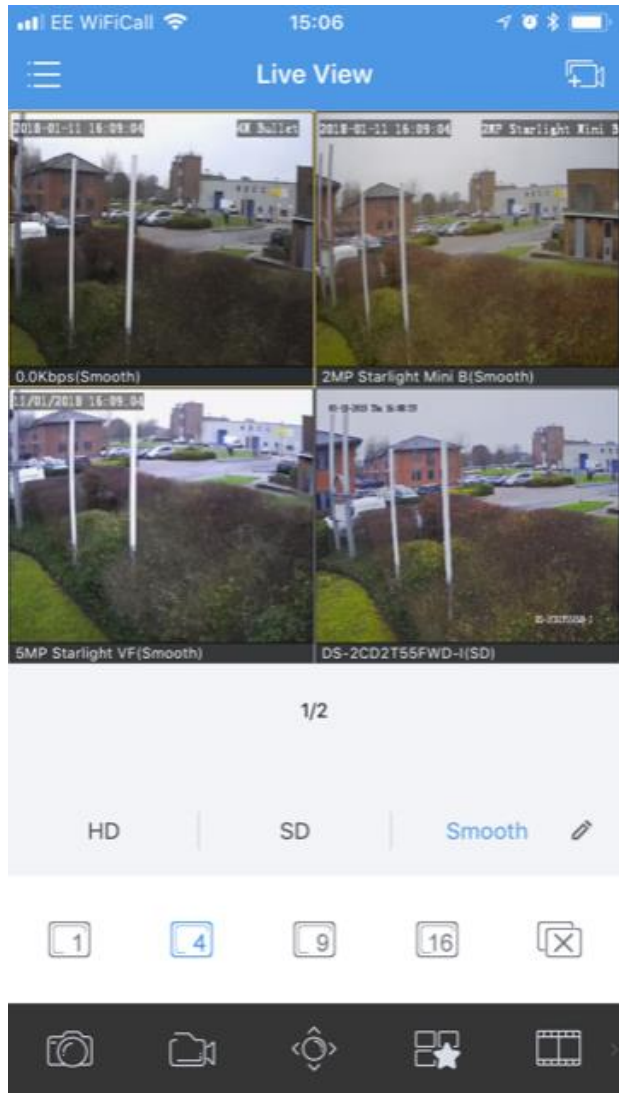 EE WiFiCall 15:06
Live View
2018-01-11 16:09:04 4K Bullet
2018-01-11 16:09:04 2MP Starlight Mini B
0.0Kbps(Smooth)
2MP Starlight Mini B(Smooth)
11/01/2018 16:09:04
5MP Starlight VF(Smooth)
DS-2CD2T55FWD-I(SD)
1/2
HD SD Smooth
1 4 9 16